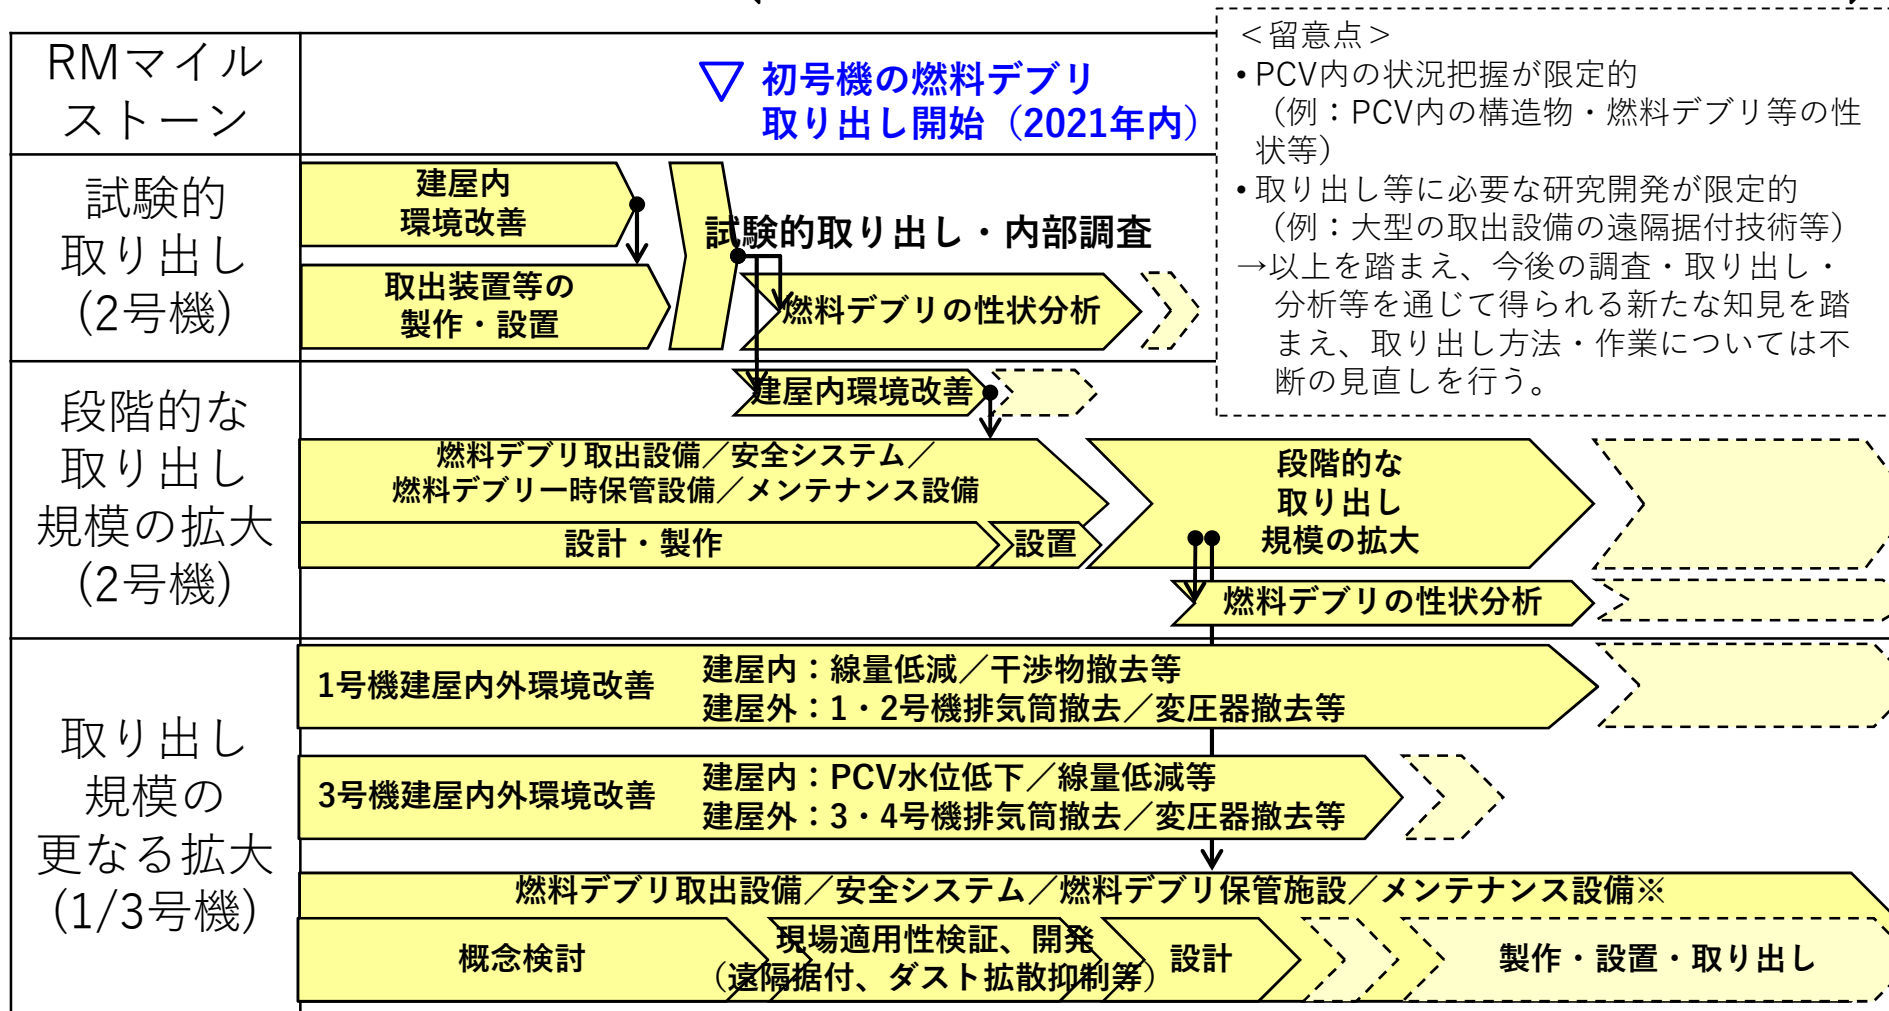 RMマイル
ストーン
▽ 初号機の燃料デブリ
取り出し開始（2021年内）
＜留意点＞
• PCV内の状況把握が限定的
（例：PCV内の構造物・燃料デブリ等の性
状等）
• 取り出し等に必要な研究開発が限定的
（例：大型の取出設備の遠隔据付技術等）
→以上を踏まえ、今後の調査・取り出し・
分析等を通じて得られる新たな知見を踏
まえ、取り出し方法・作業については不
断の見直しを行う。
試験的
取り出し
(2号機)
建屋内
環境改善
取出装置等の
製作・設置
試験的取り出し・内部調査
燃料デブリの性状分析
段階的な
取り出し
規模の拡大
(2号機)
建屋内環境改善
燃料デブリ取出設備／安全システム／
燃料デブリ一時保管設備／メンテナンス設備
設計・製作
設置
段階的な
取り出し
規模の拡大
燃料デブリの性状分析
取り出し
規模の
更なる拡大
(1/3号機)
1号機建屋内外環境改善
建屋内：線量低減／干渉物撤去等
建屋外：1・2号機排気筒撤去／変圧器撤去等
3号機建屋内外環境改善
建屋内：PCV水位低下／線量低減等
建屋外：3・4号機排気筒撤去／変圧器撤去等
燃料デブリ取出設備／安全システム／燃料デブリ保管施設／メンテナンス設備※
概念検討
現場適用性検証、開発
（遠隔据付、ダスト拡散抑制等）
設計
製作・設置・取り出し